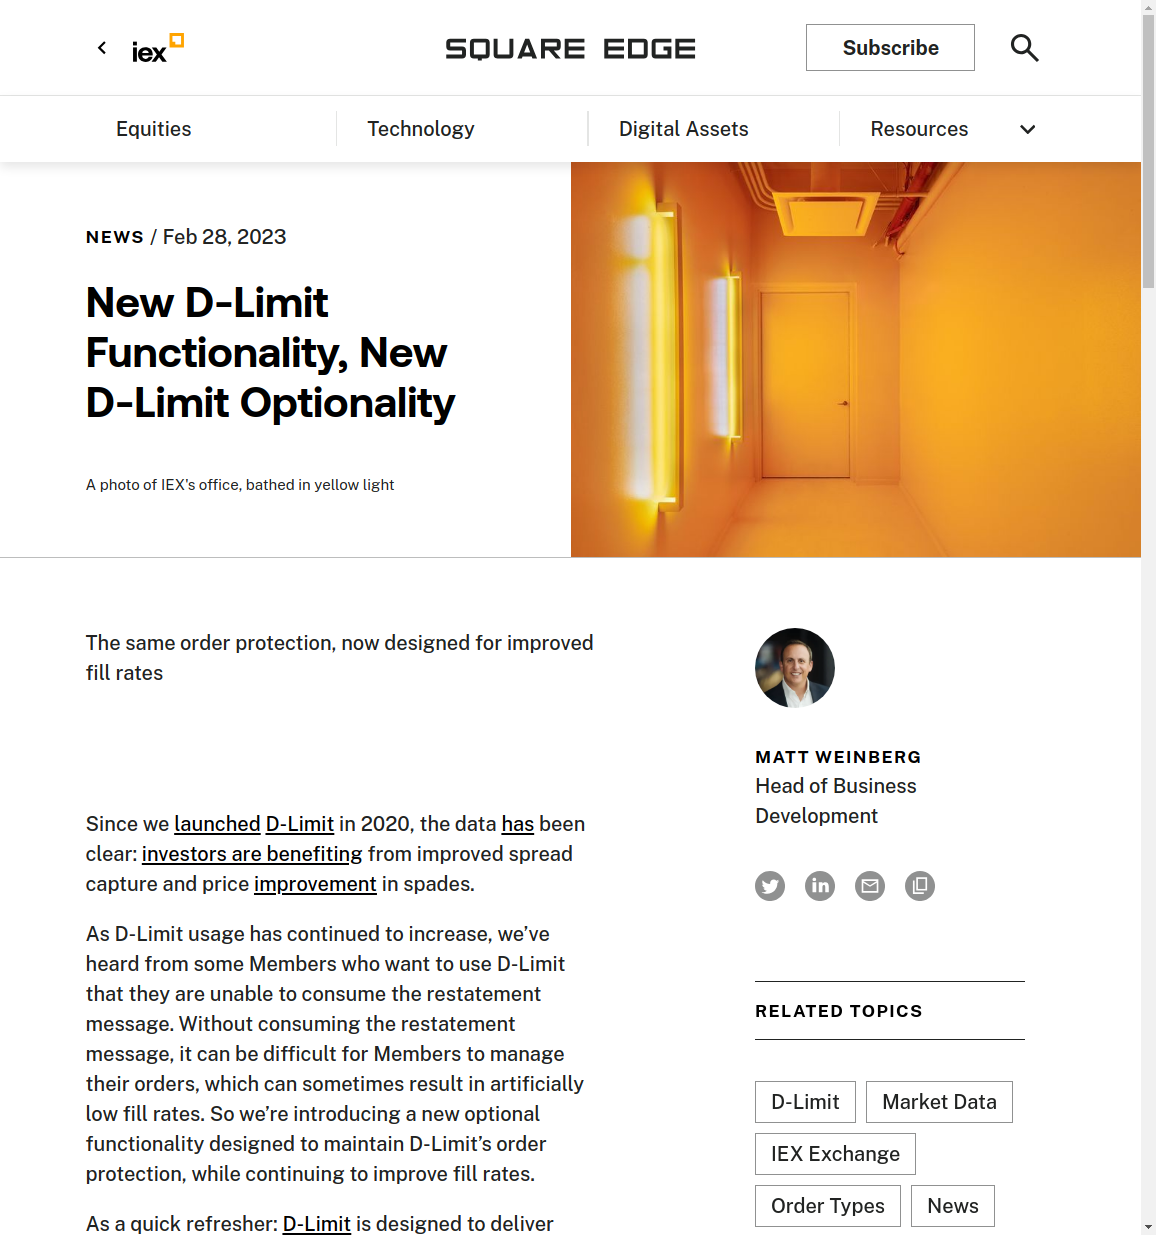 iex
SQUARE EDGE
Subscribe
Equities
Technology
Digital Assets
Resources
NEWS / Feb 28, 2023
New D-Limit
Functionality, New
D-Limit Optionality
A photo of IEX's office, bathed in yellow light
The same order protection, now designed for improved
fill rates
Since we launched D-Limit in 2020, the data has been
clear: investors are benefiting from improved spread
capture and price improvement in spades.
As D-Limit usage has continued to increase, we’ve
heard from some Members who want to use D-Limit
that they are unable to consume the restatement
message. Without consuming the restatement
message, it can be difficult for Members to manage
their orders, which can sometimes result in artificially
low fill rates. So we’re introducing a new optional
functionality designed to maintain D-Limit’s order
protection, while continuing to improve fill rates.
As a quick refresher: D-Limit is designed to deliver
MATT WEINBERG
Head of Business
Development
in
RELATED TOPICS
D-Limit
Market Data
IEX Exchange
Order Types
News